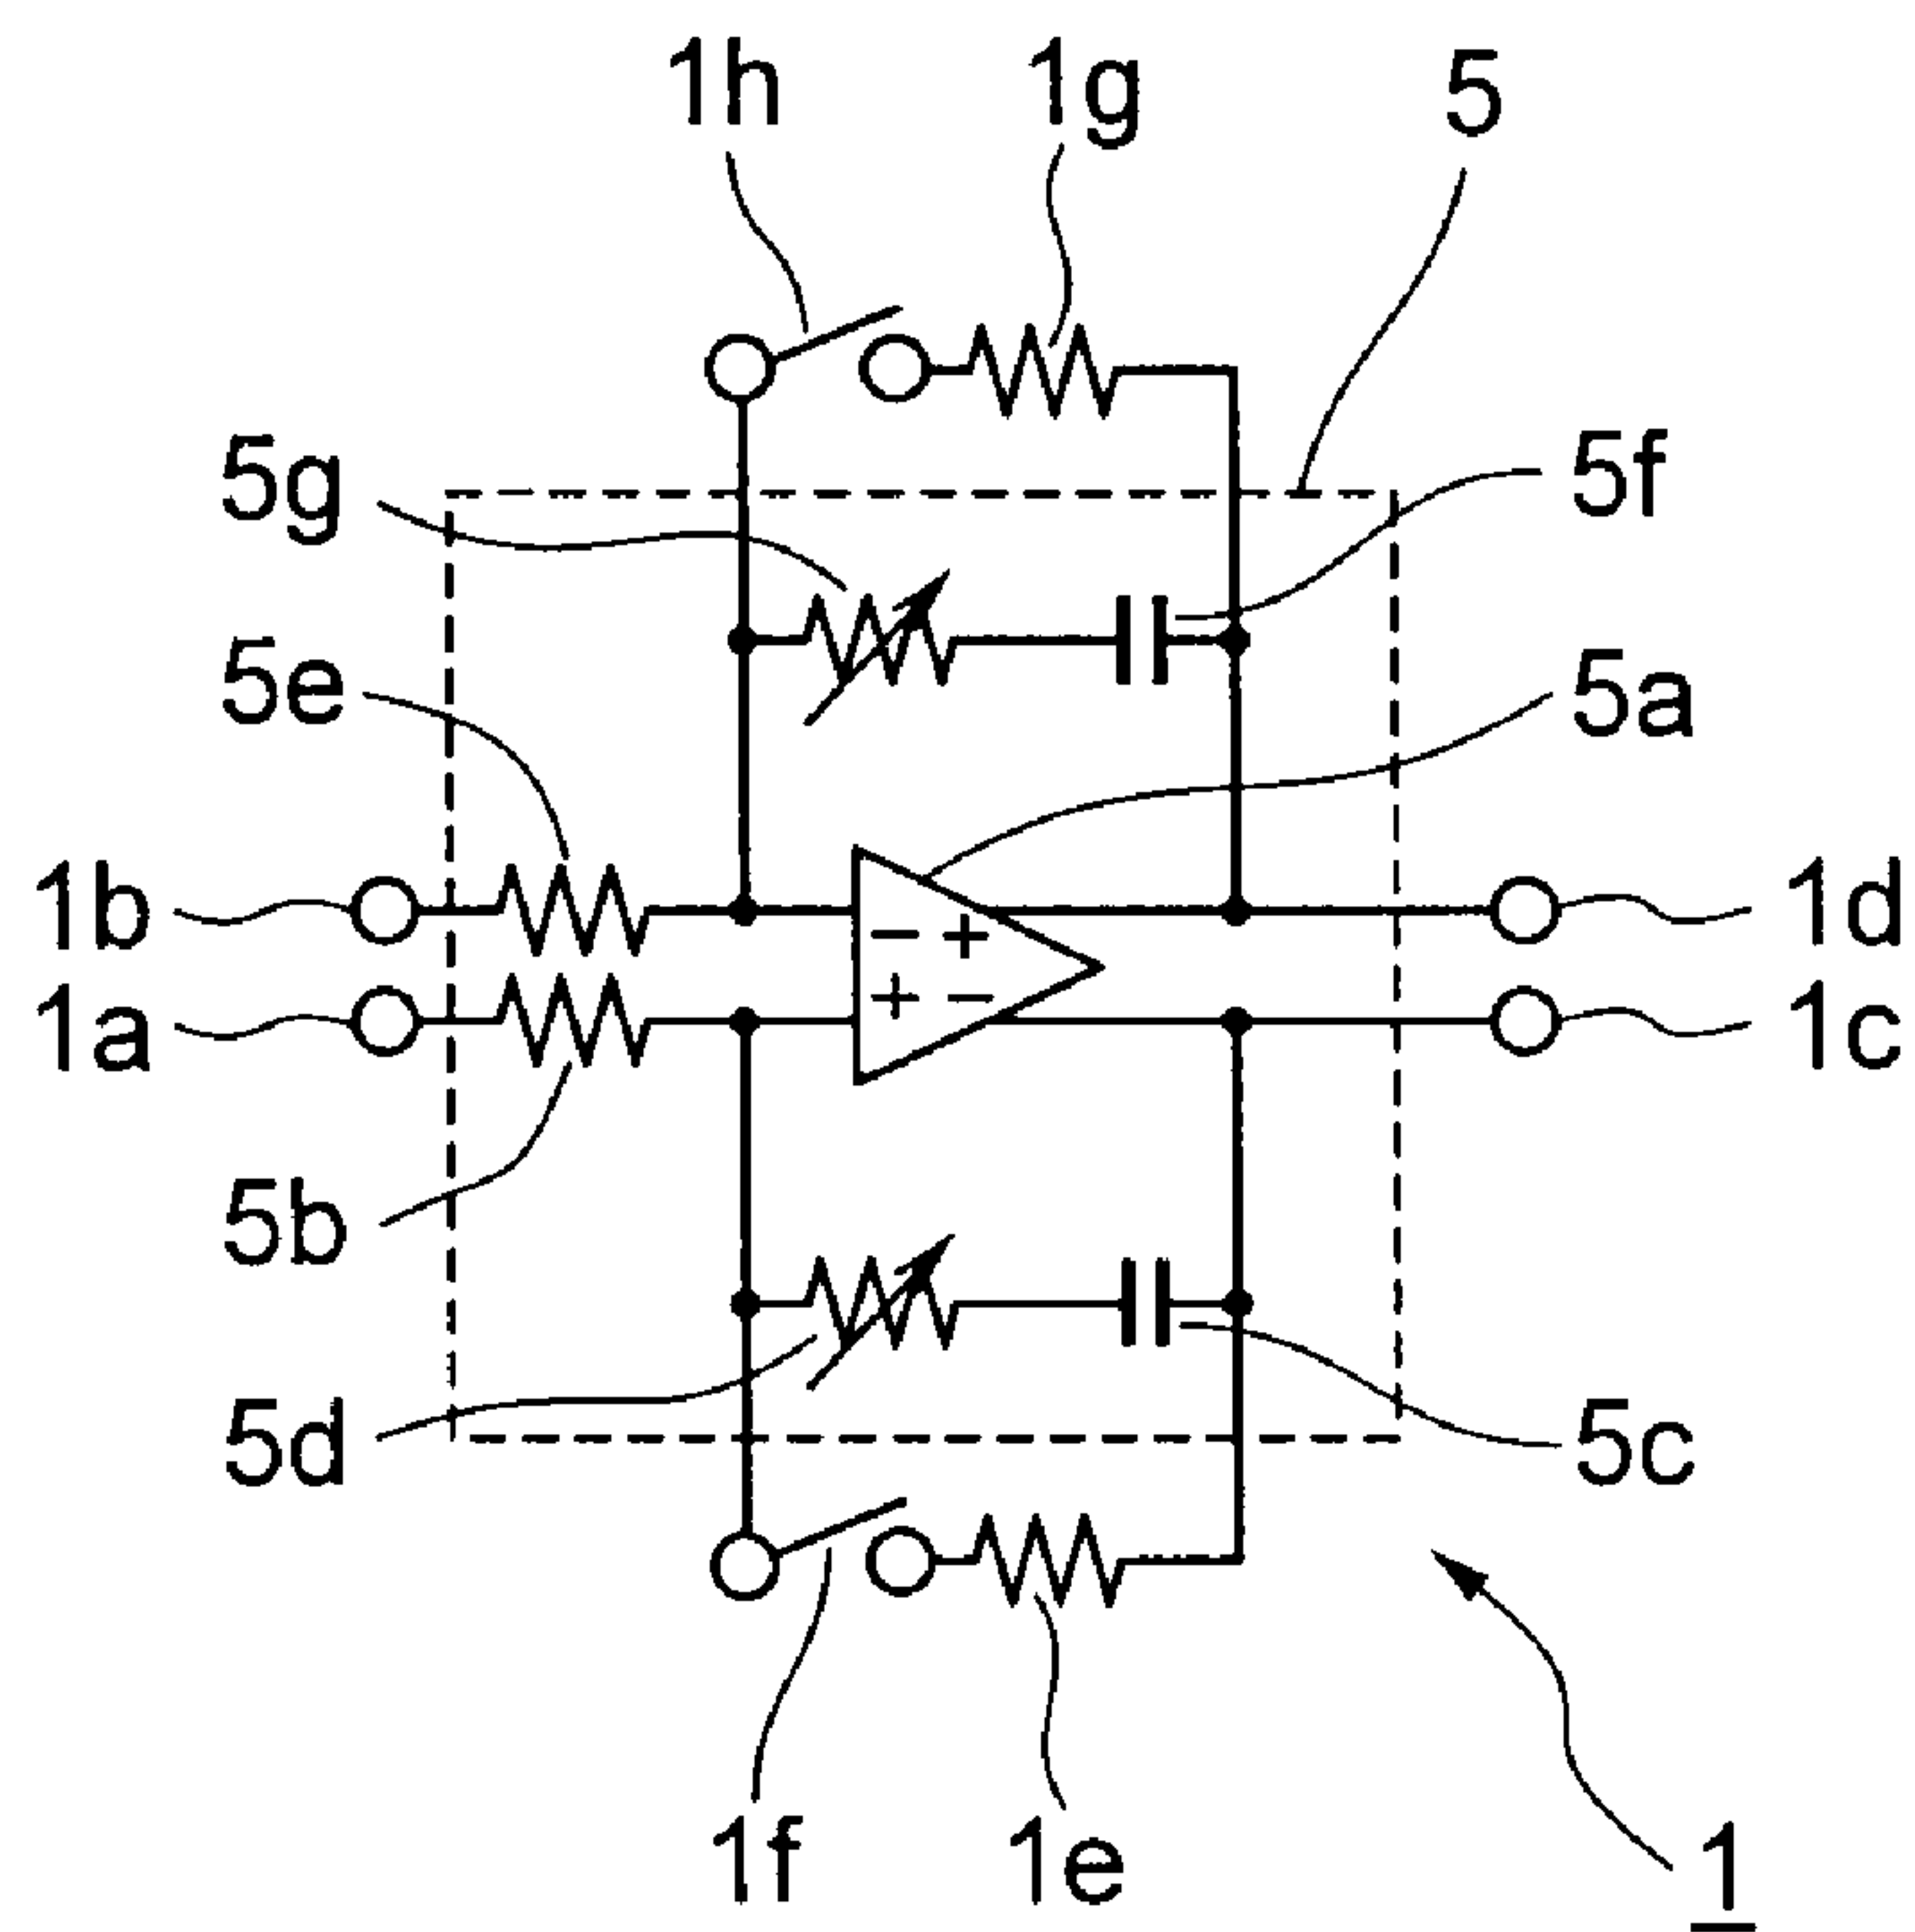 1h 1g 5
5g 5f
5e 5a
1b 1d
− +
+ −
1a 1c
5b
5d 5c
1f 1e 1